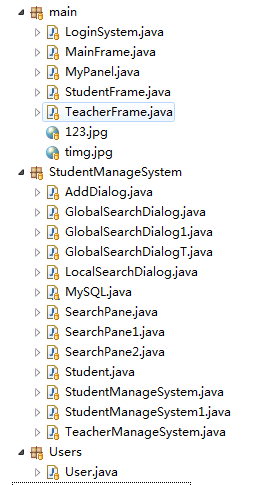 main
LoginSystem.java
MainFrame.java
MyPanel.java
StudentFrame.java
TeacherFrame.java
123.jpg
timg.jpg
StudentManageSystem
AddDialog.java
GlobalSearchDialog.java
GlobalSearchDialog1.java
GlobalSearchDialogT.java
LocalSearchDialog.java
MySQL.java
SearchPane.java
SearchPane1.java
SearchPane2.java
Student.java
StudentManageSystem.java
StudentManageSystem1.java
TeacherManageSystem.java
Users
User.java